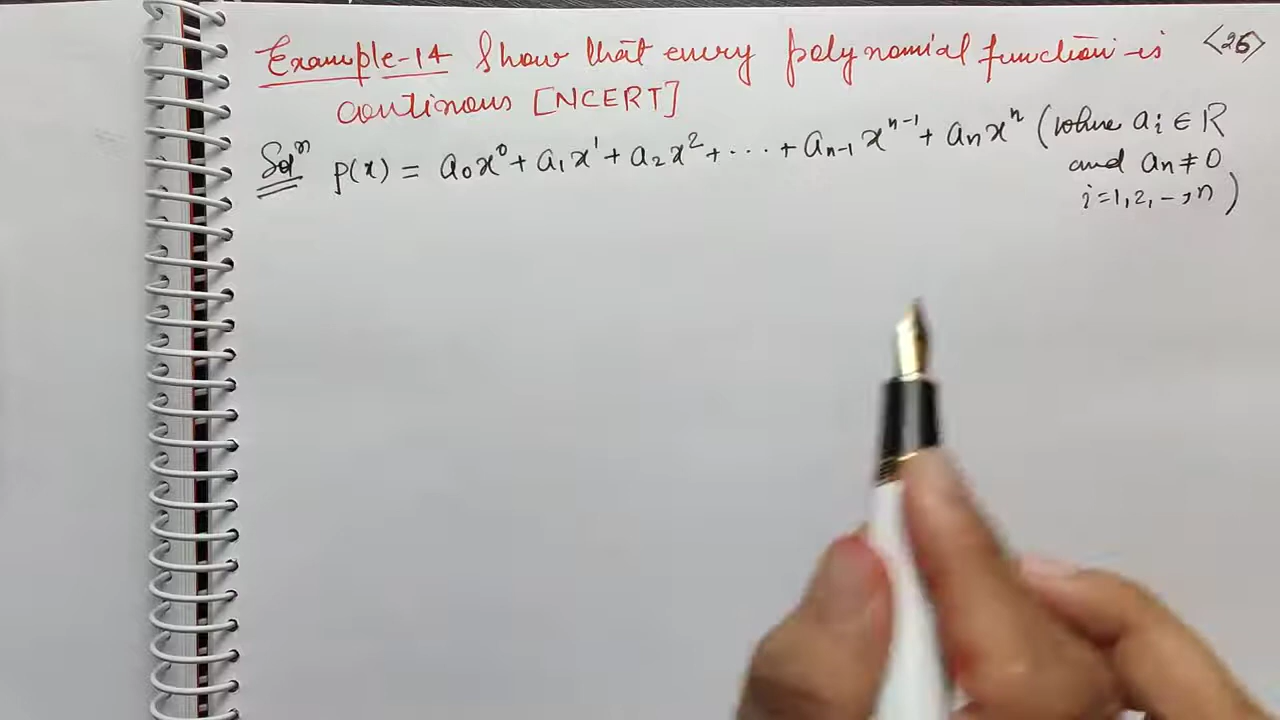 Example-14 Show that every polynomial function is <26>
continous [NCERT]
Solⁿ p(x) = a₀x⁰ + a₁x¹ + a₂x² + ... + aₙ₋₁xⁿ⁻¹ + aₙxⁿ (where aᵢ ∈ R
and aₙ ≠ 0
i=1,2,--,n)